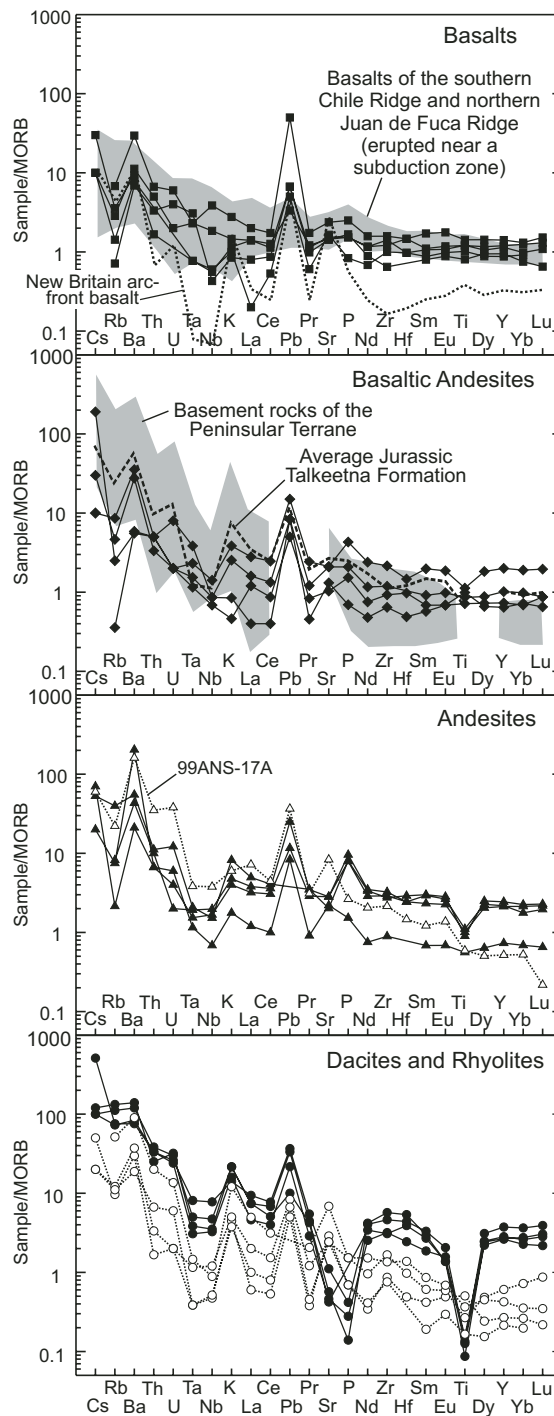 1000
100
10
1
0.1
Sample/MORB
Basalts
Basalts of the southern
Chile Ridge and northern
Juan de Fuca Ridge
(erupted near a
subduction zone)
New Britain arc-
front basalt
Rb Th Ta K Ce Pr P Zr Sm Ti Y Lu
Cs Ba U Nb La Pb Sr Nd Hf Eu Dy Yb
1000
100
10
1
0.1
Sample/MORB
Basaltic Andesites
Basement rocks of the
Peninsular Terrane
Average Jurassic
Talkeetna Formation
Rb Th Ta K Ce Pr P Zr Sm Ti Y Lu
Cs Ba U Nb La Pb Sr Nd Hf Eu Dy Yb
1000
100
10
1
0.1
Sample/MORB
Andesites
99ANS-17A
Rb Th Ta K Ce Pr P Zr Sm Ti Y Lu
Cs Ba U Nb La Pb Sr Nd Hf Eu Dy Yb
1000
100
10
1
0.1
Sample/MORB
Dacites and Rhyolites
Rb Th Ta K Ce Pr P Zr Sm Ti Y Lu
Cs Ba U Nb La Pb Sr Nd Hf Eu Dy Yb